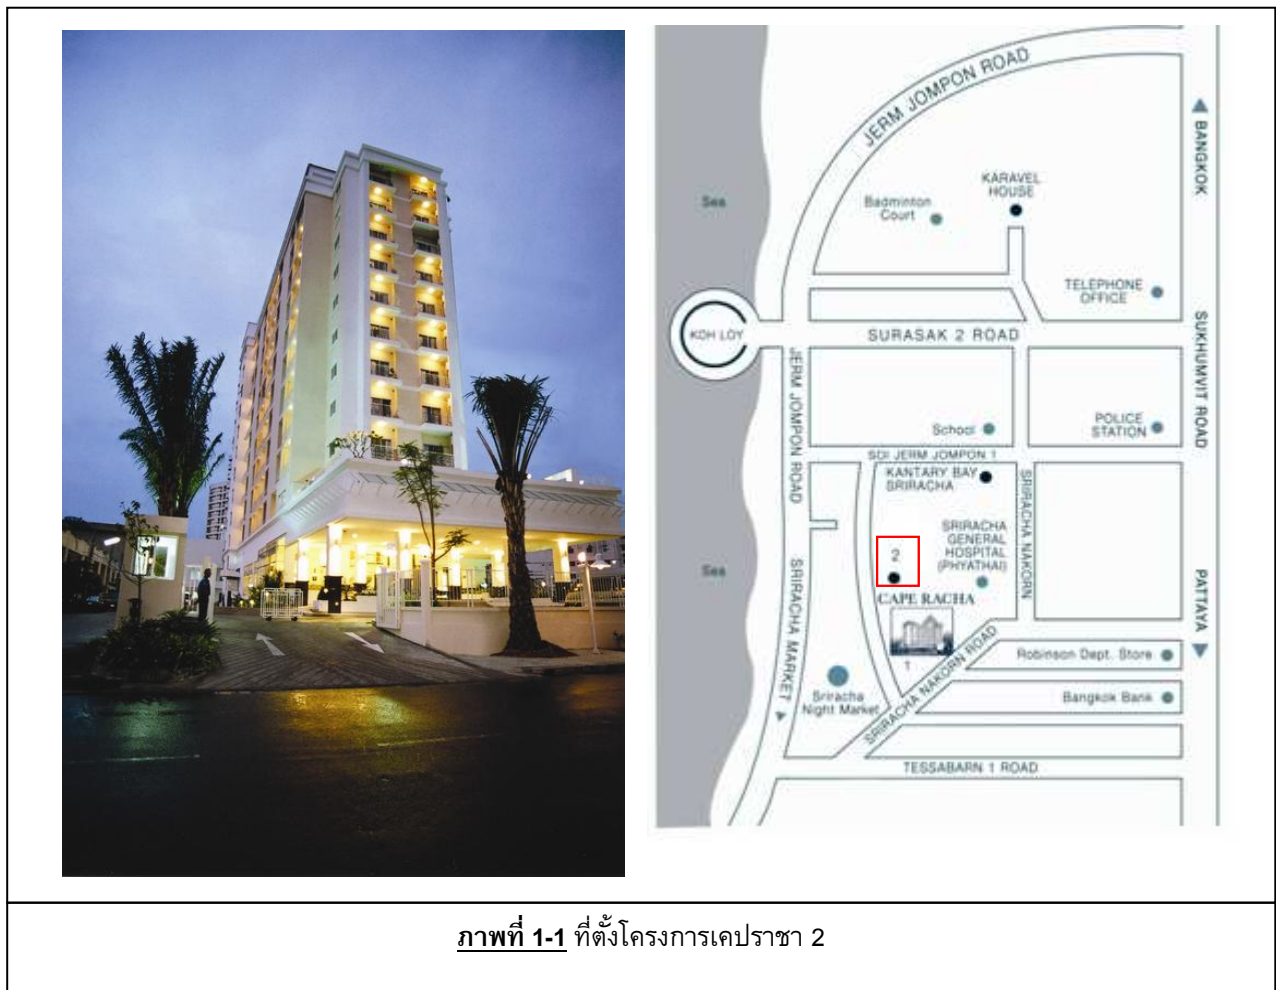 JERM JOMPON ROAD
BANGKOK
KARAVEL
HOUSE
Badminton
Court
Sea
TELEPHONE
OFFICE
KOH LOY
SURASAK 2 ROAD
SUKHUMVIT ROAD
JERM JOMPON ROAD
School
POLICE
STATION
SOI JERM JOMPON 1
KANTARY BAY
SRIRACHA
SRIRACHA NAKORN
SRIRACHA
GENERAL
HOSPITAL
(PHYATHAI)
2
Sea
CAPE RACHA
PATTAYA
SRIRACHA MARKET
1
SRIRACHA NAKORN ROAD
Robinson Dept. Store
Sriracha
Night Market
Bangkok Bank
TESSABARN 1 ROAD
ภาพที่ 1-1 ที่ตั้งโครงการเคปราชา 2